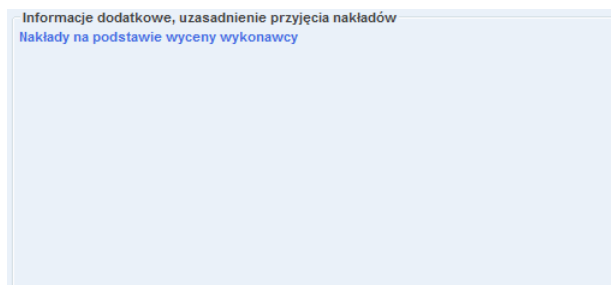 Informacje dodatkowe, uzasadnienie przyjęcia nakładów
Nakłady na podstawie wyceny wykonawcy